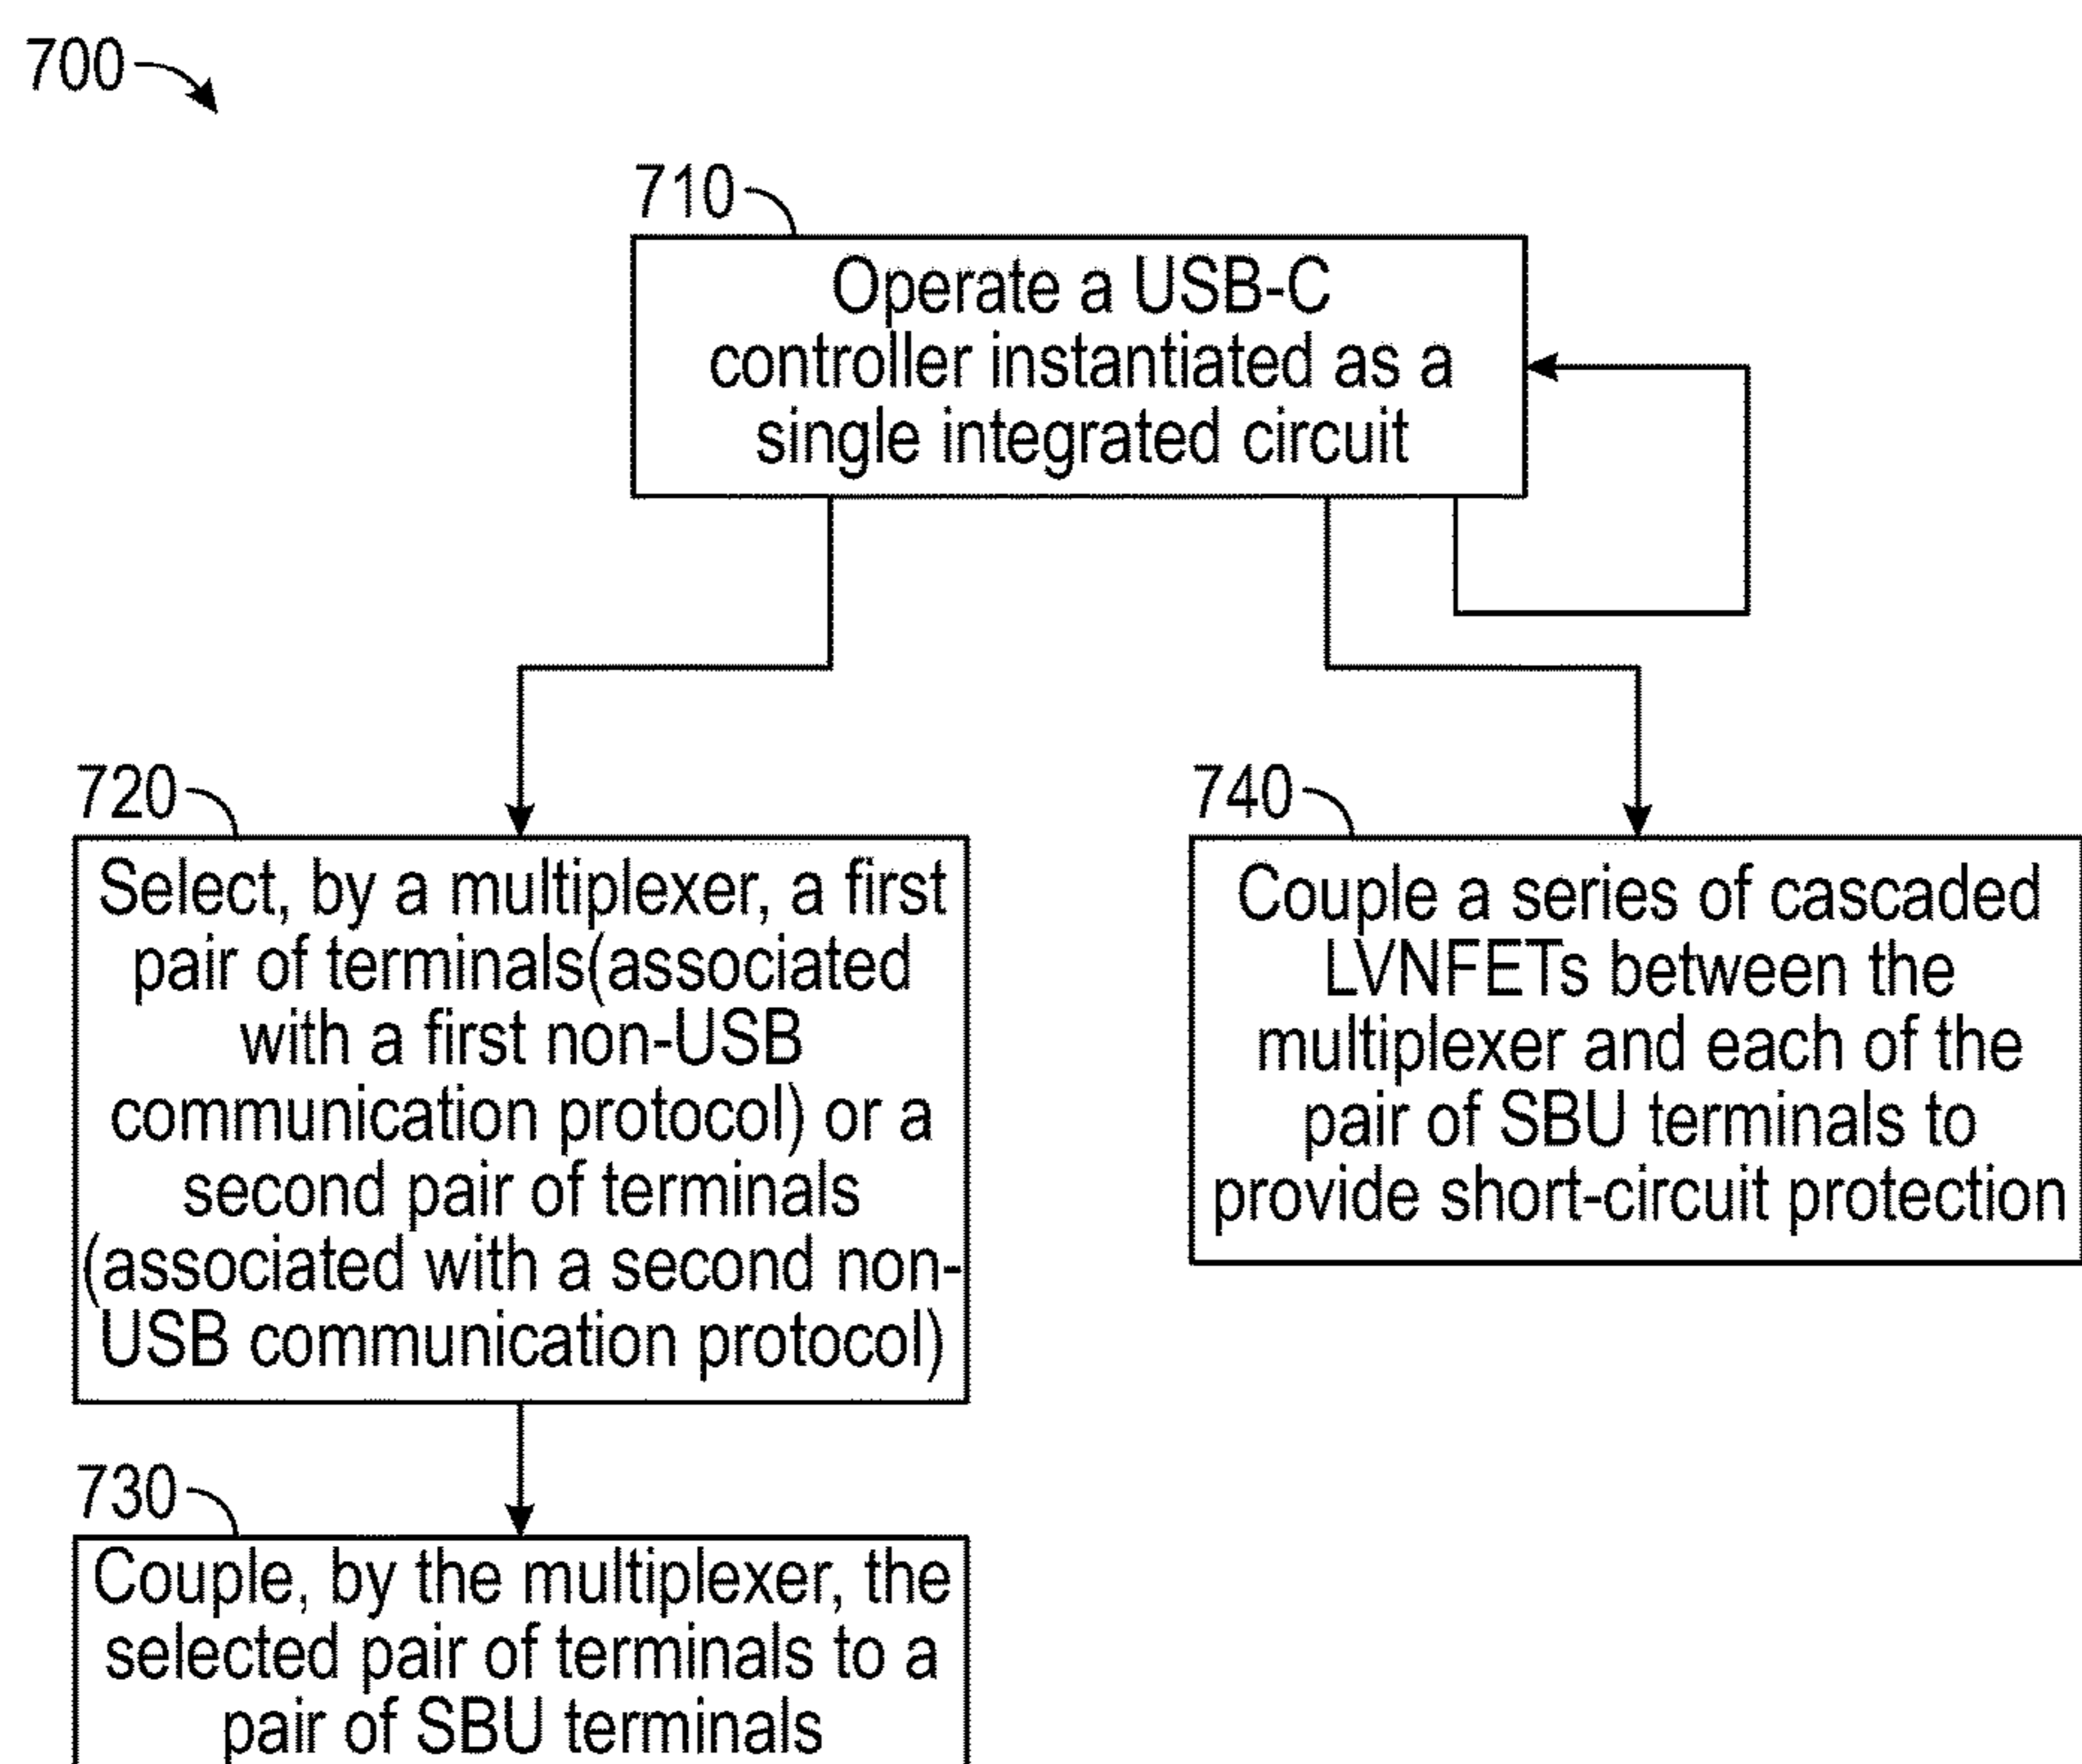 700
710
Operate a USB-C
controller instantiated as a
single integrated circuit
720
Select, by a multiplexer, a first
pair of terminals(associated
with a first non-USB
communication protocol) or a
second pair of terminals
(associated with a second non-
USB communication protocol)
740
Couple a series of cascaded
LVNFETs between the
multiplexer and each of the
pair of SBU terminals to
provide short-circuit protection
730
Couple, by the multiplexer, the
selected pair of terminals to a
pair of SBU terminals